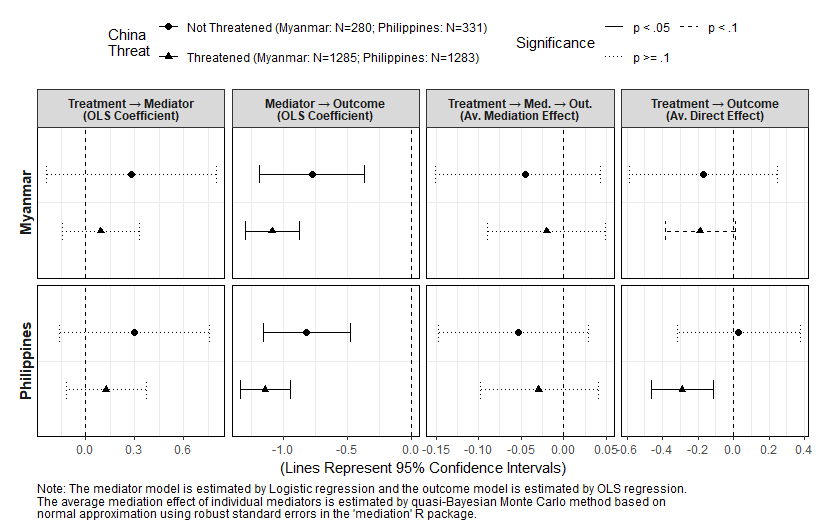 China
Threat
Not Threatened (Myanmar: N=280; Philippines: N=331)
Threatened (Myanmar: N=1285; Philippines: N=1283)
Significance
p < .05
p < .1
p >= .1
Treatment → Mediator
(OLS Coefficient)
Mediator → Outcome
(OLS Coefficient)
Treatment → Med. → Out.
(Av. Mediation Effect)
Treatment → Outcome
(Av. Direct Effect)
Myanmar
Philippines
0.0 0.3 0.6
-1.0 -0.5 0.0
-0.15 -0.10 -0.05 0.00 0.05
-0.6 -0.4 -0.2 0.0 0.2 0.4
(Lines Represent 95% Confidence Intervals)
Note: The mediator model is estimated by Logistic regression and the outcome model is estimated by OLS regression.
The average mediation effect of individual mediators is estimated by quasi-Bayesian Monte Carlo method based on
normal approximation using robust standard errors in the 'mediation' R package.